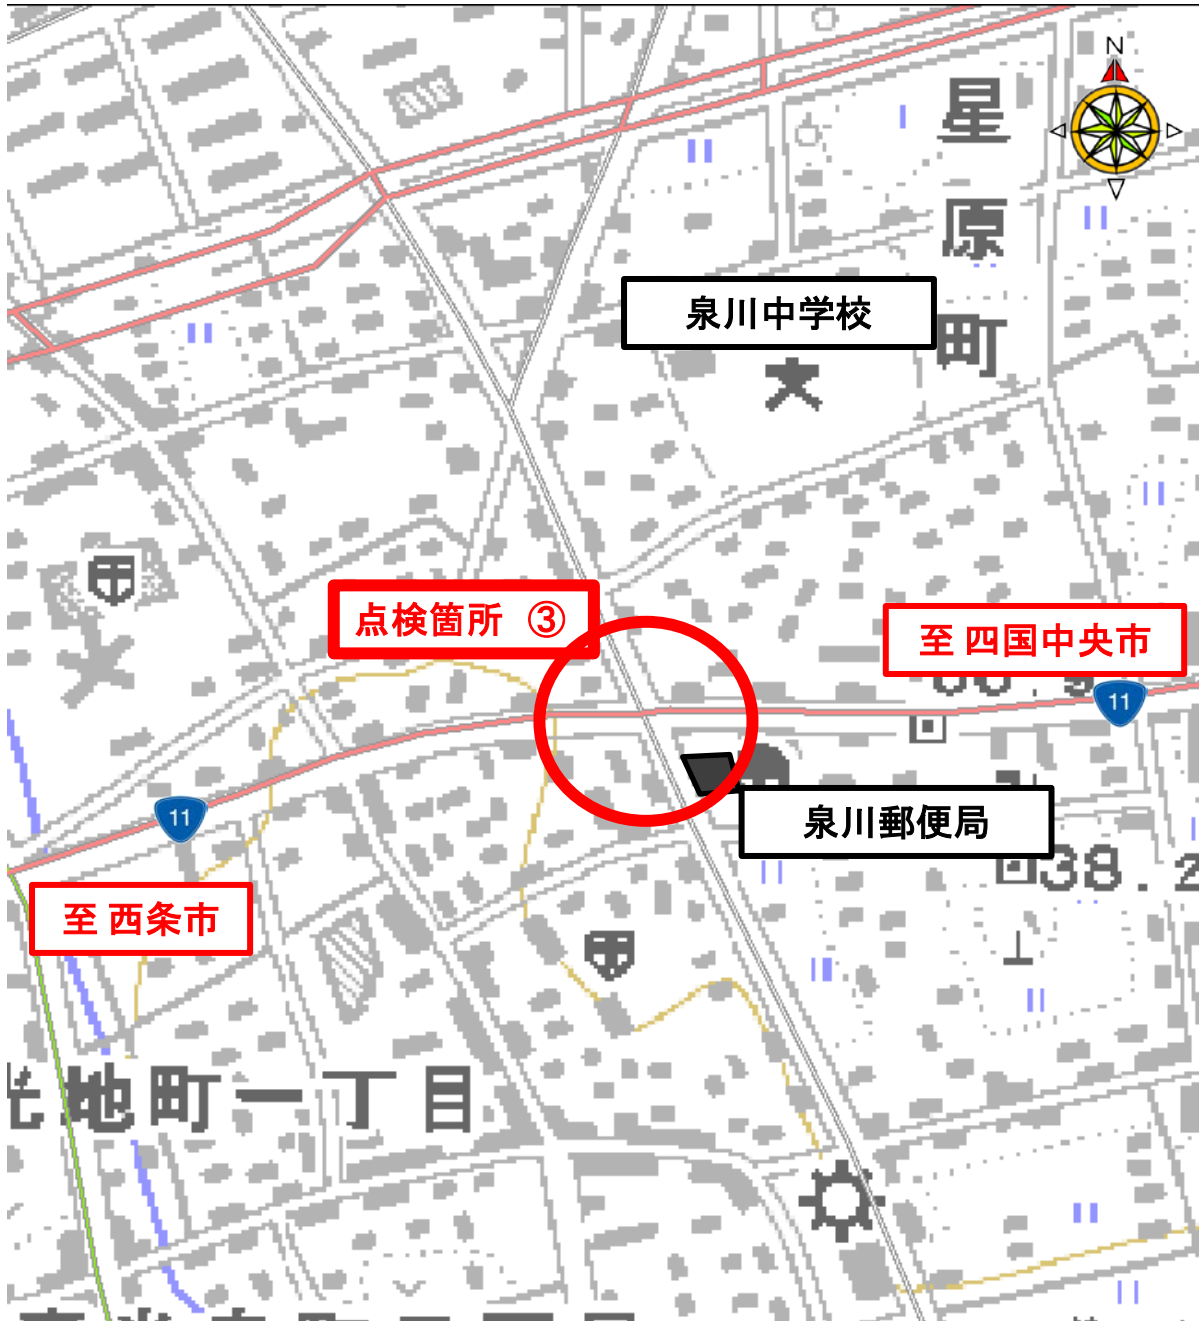 N
星
原
町
泉川中学校
点検箇所 ③
至 四国中央市
11
11
泉川郵便局
38.2
至 西条市
光地町一丁目